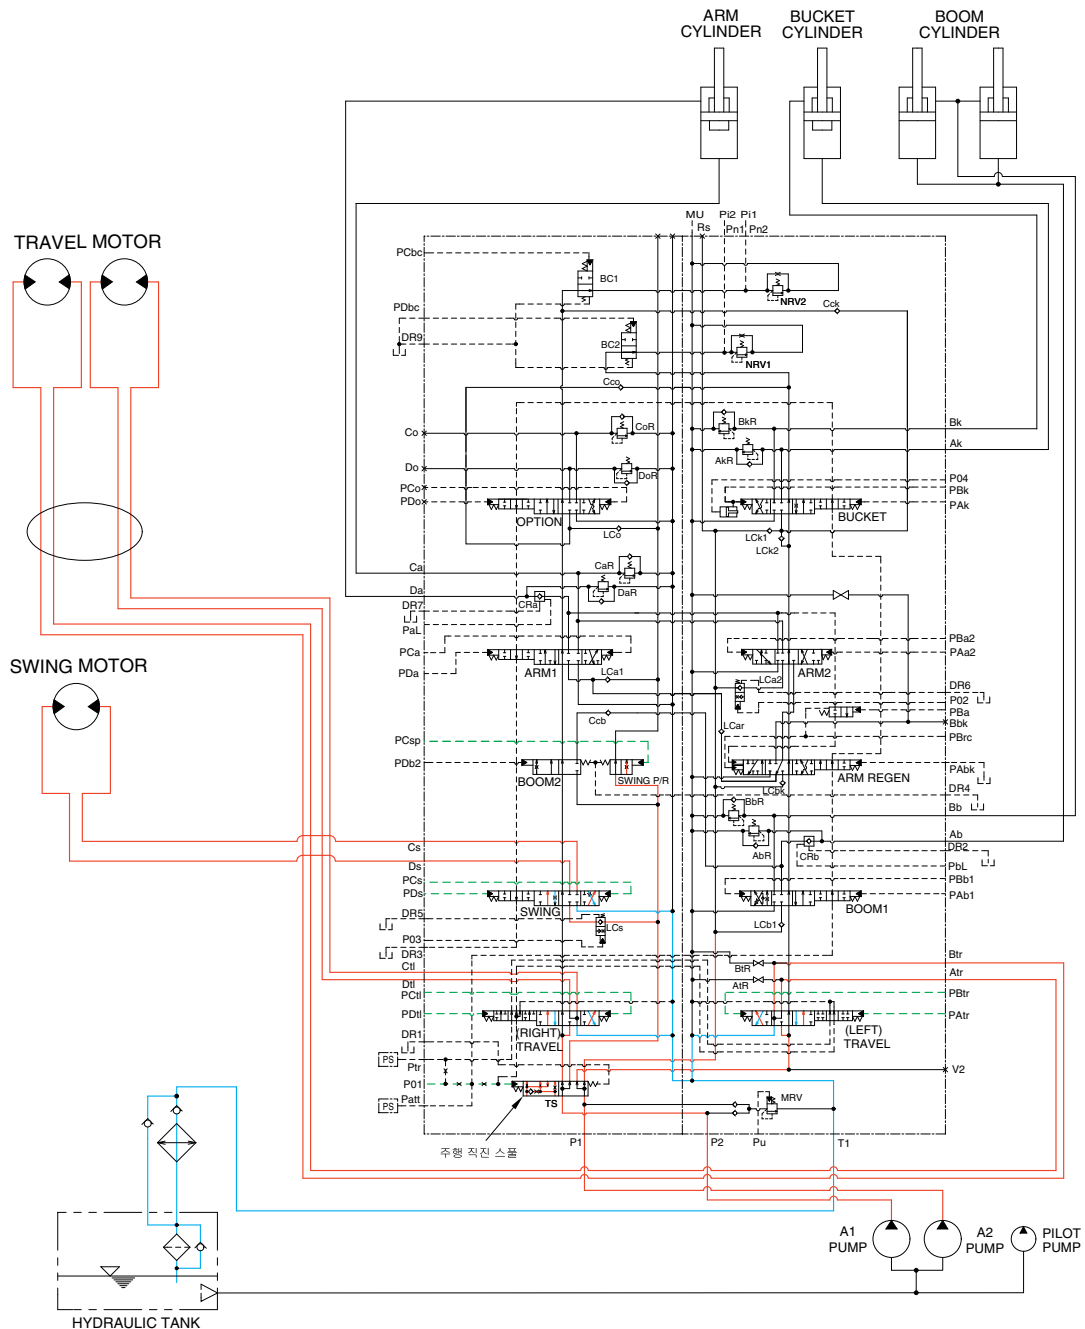 ARM
CYLINDER
BUCKET
CYLINDER
BOOM
CYLINDER
TRAVEL MOTOR
SWING MOTOR
MU
Rs
Pi2
Pn1
Pi1
Pn2
PCbc
BC1
NRV2
Cck
PDbc
DR9
BC2
NRV1
Cco
Co
CoR
BkR
Bk
Do
DoR
AkR
Ak
PCo
PDo
OPTION
P04
PBk
PAk
BUCKET
LCo
LCk1
LCk2
Ca
CaR
Da
DaR
CRa
DR7
PaL
PCa
PDa
ARM1
LCa1
PBa2
PAa2
ARM2
LCa2
DR6
P02
PBa
Bbk
PBrc
Ccb
LCar
PCsp
PDb2
BOOM2
SWING P/R
ARM REGEN
PAbk
LCbk
DR4
BbR
Bb
AbR
CRb
Ab
DR2
PbL
Cs
Ds
PCs
PDs
SWING
PBb1
PAb1
BOOM1
DR5
LCs
LCb1
P03
DR3
Ctl
BtR
Btr
Dtl
AtR
Atr
PCtl
PDtl
PBtr
PAtr
DR1
(RIGHT)
TRAVEL
(LEFT)
TRAVEL
PS
Ptr
P01
V2
PS
Patt
TS
MRV
P1
P2
Pu
T1
주행 직진 스풀
A1
PUMP
A2
PUMP
PILOT
PUMP
HYDRAULIC TANK